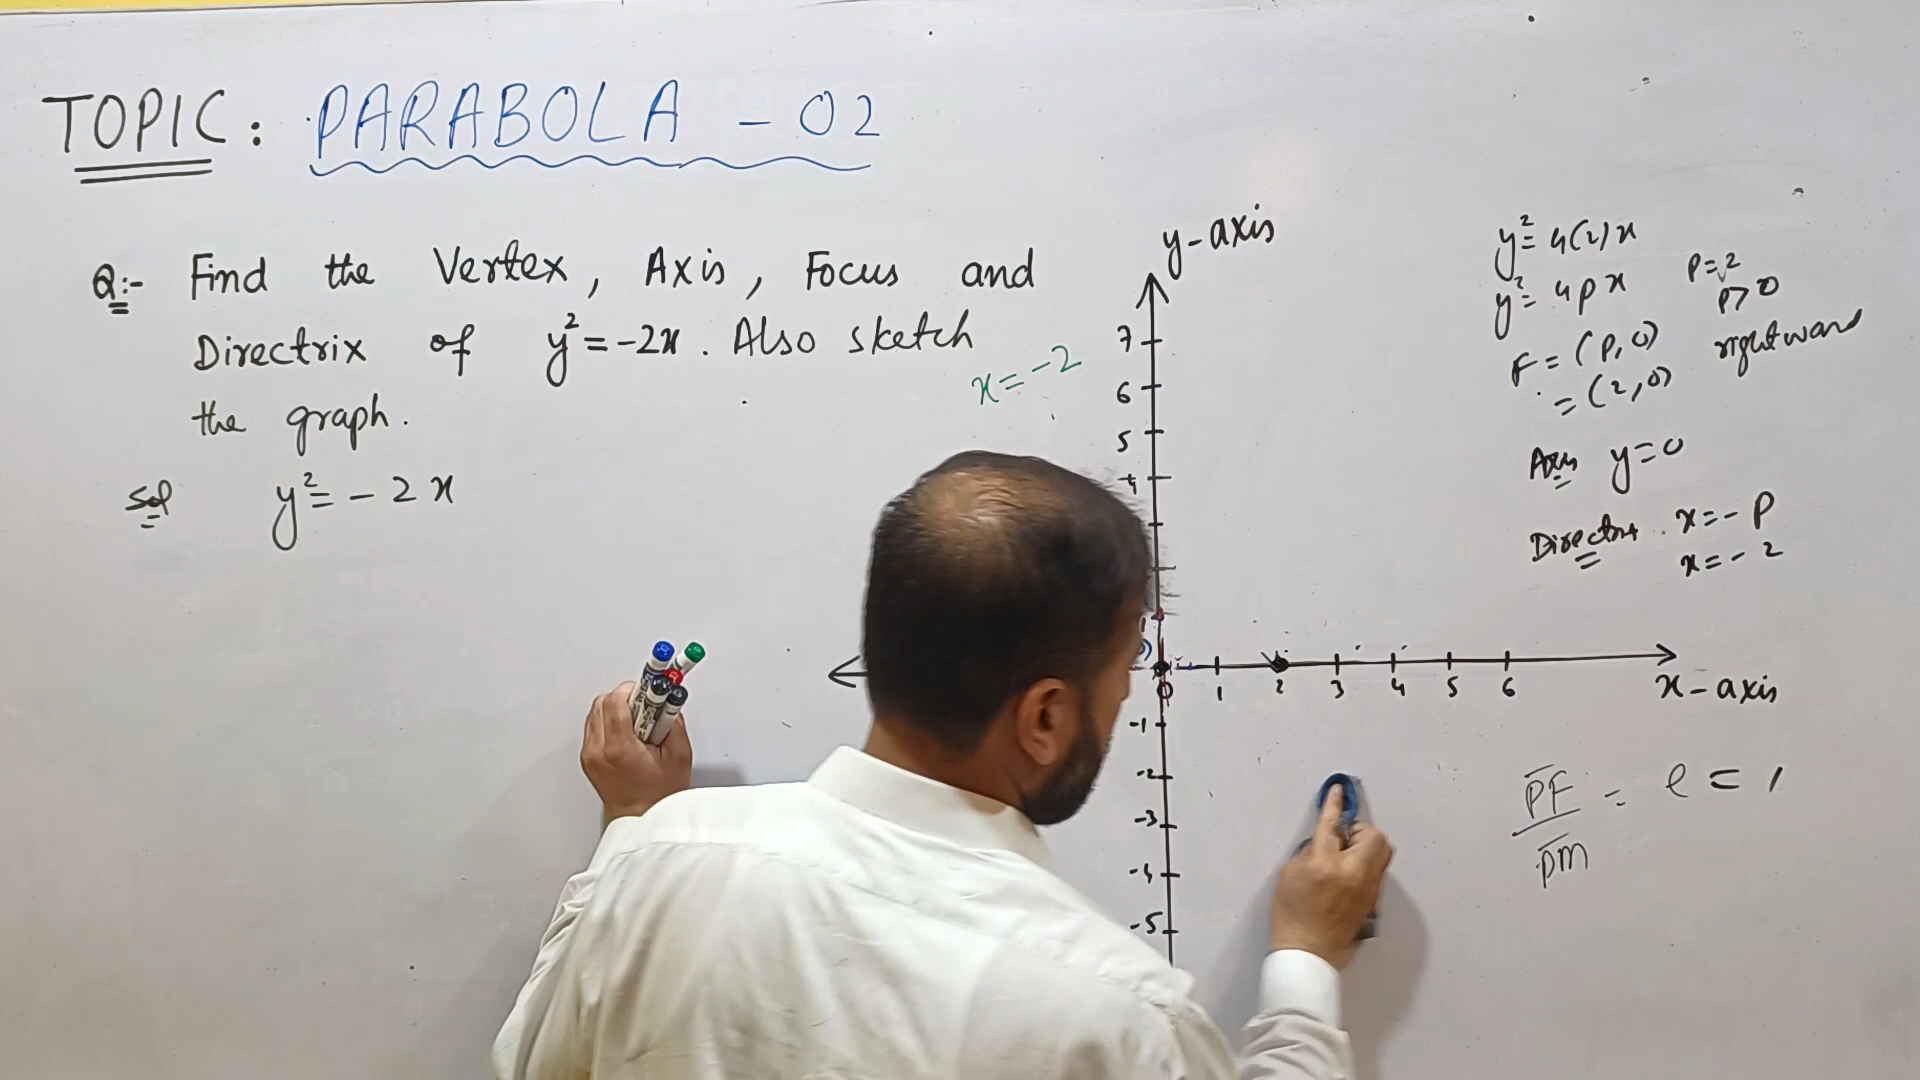 TOPIC: PARABOLA - 02
Q:- Find the Vertex, Axis, Focus and
Directrix of y² = -2x. Also sketch
the graph.
Sol y² = -2x
x = -2
y-axis
7
6
5
4
1
0 1 2 3 4 5 6
x-axis
-1
-2
-3
-4
-5
y² = 4(2)x
y² = 4px p = 2
p > 0
F = (p, 0) rightward
= (2, 0)
Axis y = 0
Directrix x = -p
x = -2
PF/PM = e = 1